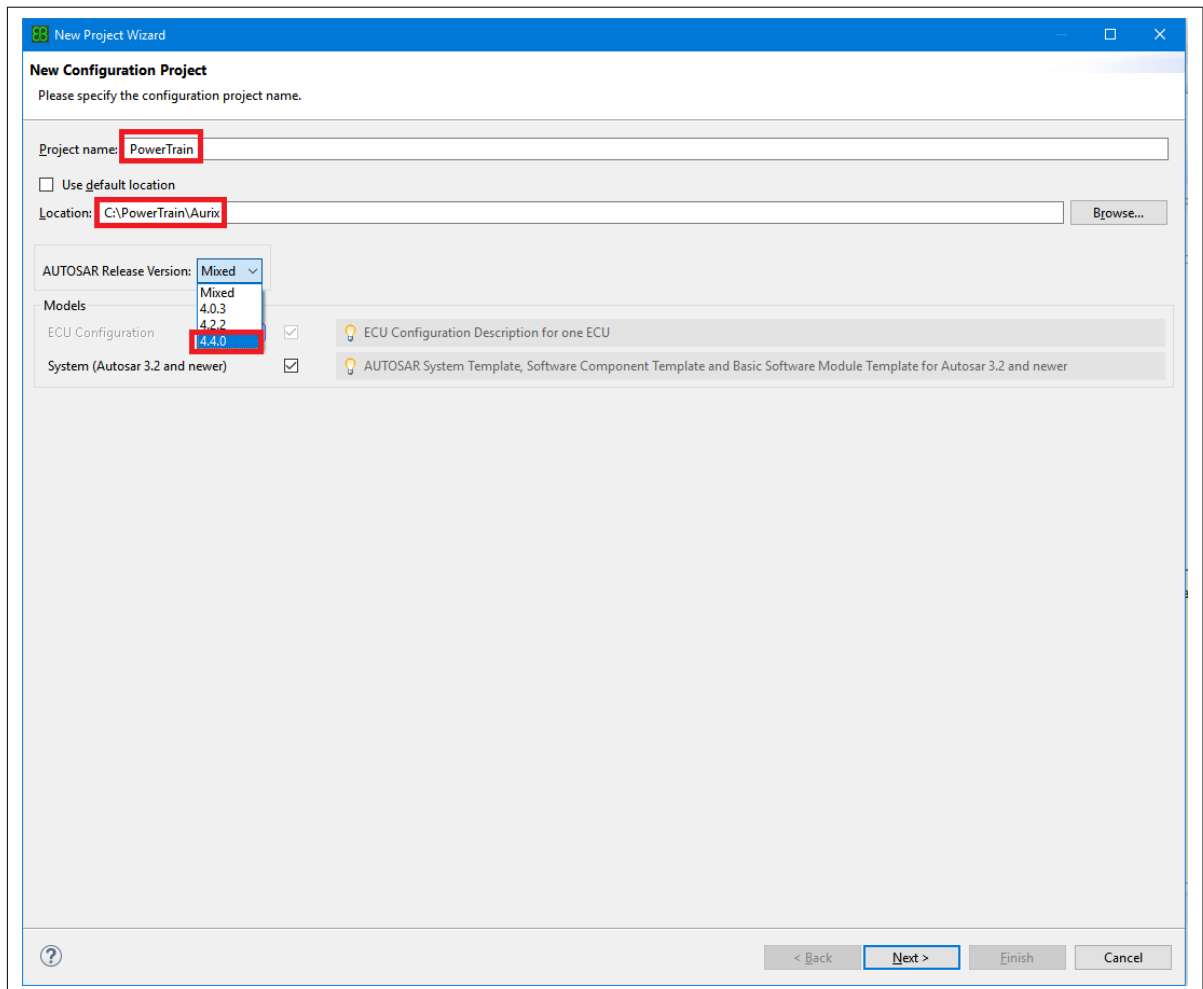 New Project Wizard
New Configuration Project
Please specify the configuration project name.
Project name: PowerTrain
Use default location
Location: C:\PowerTrain\Aurix Browse...
AUTOSAR Release Version: Mixed
Mixed
4.0.3
4.2.2
4.4.0
Models
ECU Configuration ECU Configuration Description for one ECU
System (Autosar 3.2 and newer) AUTOSAR System Template, Software Component Template and Basic Software Module Template for Autosar 3.2 and newer
? < Back Next > Finish Cancel